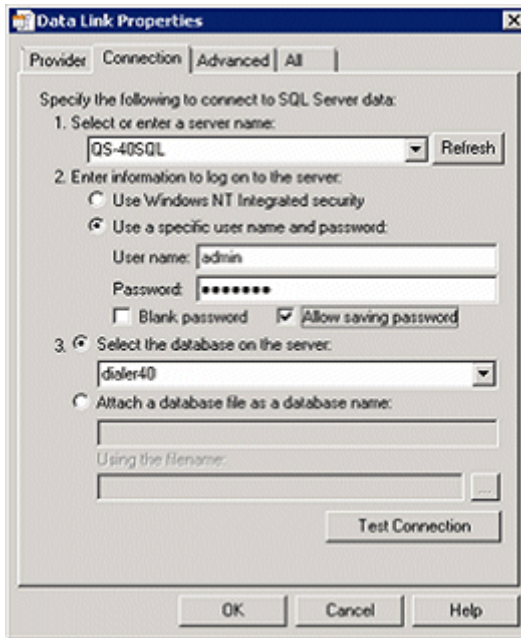 Data Link Properties
Provider Connection Advanced All
Specify the following to connect to SQL Server data:
1. Select or enter a server name:
QS-40SQL Refresh
2. Enter information to log on to the server:
Use Windows NT Integrated security
Use a specific user name and password:
User name: admin
Password: •••••••
Blank password Allow saving password
3. Select the database on the server:
dialer40
Attach a database file as a database name:
Using the filename:
...
Test Connection
OK Cancel Help